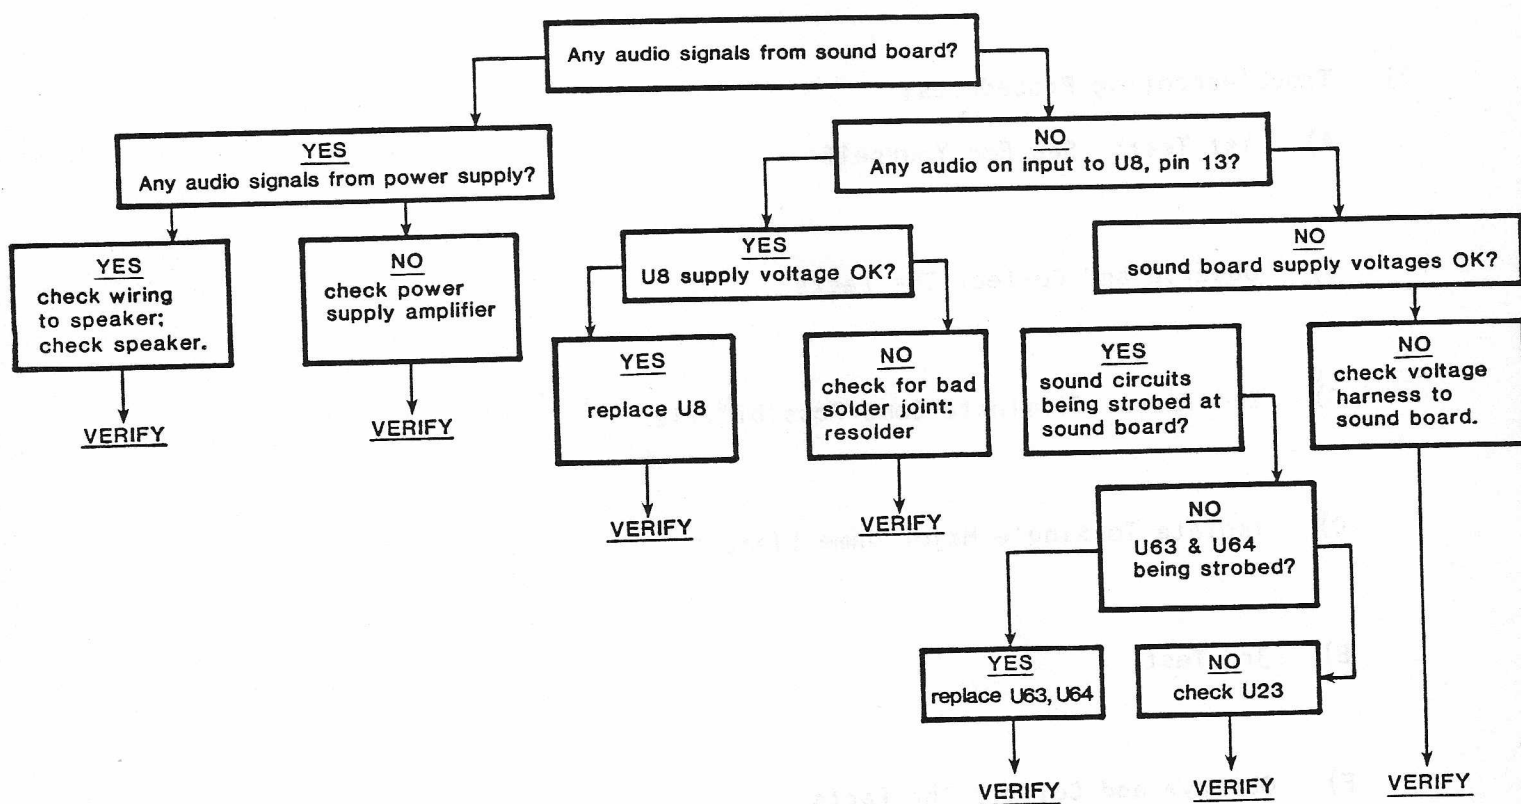 Any audio signals from sound board?
YES
Any audio signals from power supply?
NO
Any audio on input to U8, pin 13?
YES
check wiring
to speaker;
check speaker.
NO
check power
supply amplifier
YES
U8 supply voltage OK?
NO
sound board supply voltages OK?
YES
replace U8
NO
check for bad
solder joint:
resolder
YES
sound circuits
being strobed at
sound board?
NO
check voltage
harness to
sound board.
VERIFY
VERIFY
VERIFY
VERIFY
NO
U63 & U64
being strobed?
YES
replace U63, U64
NO
check U23
VERIFY
VERIFY
VERIFY